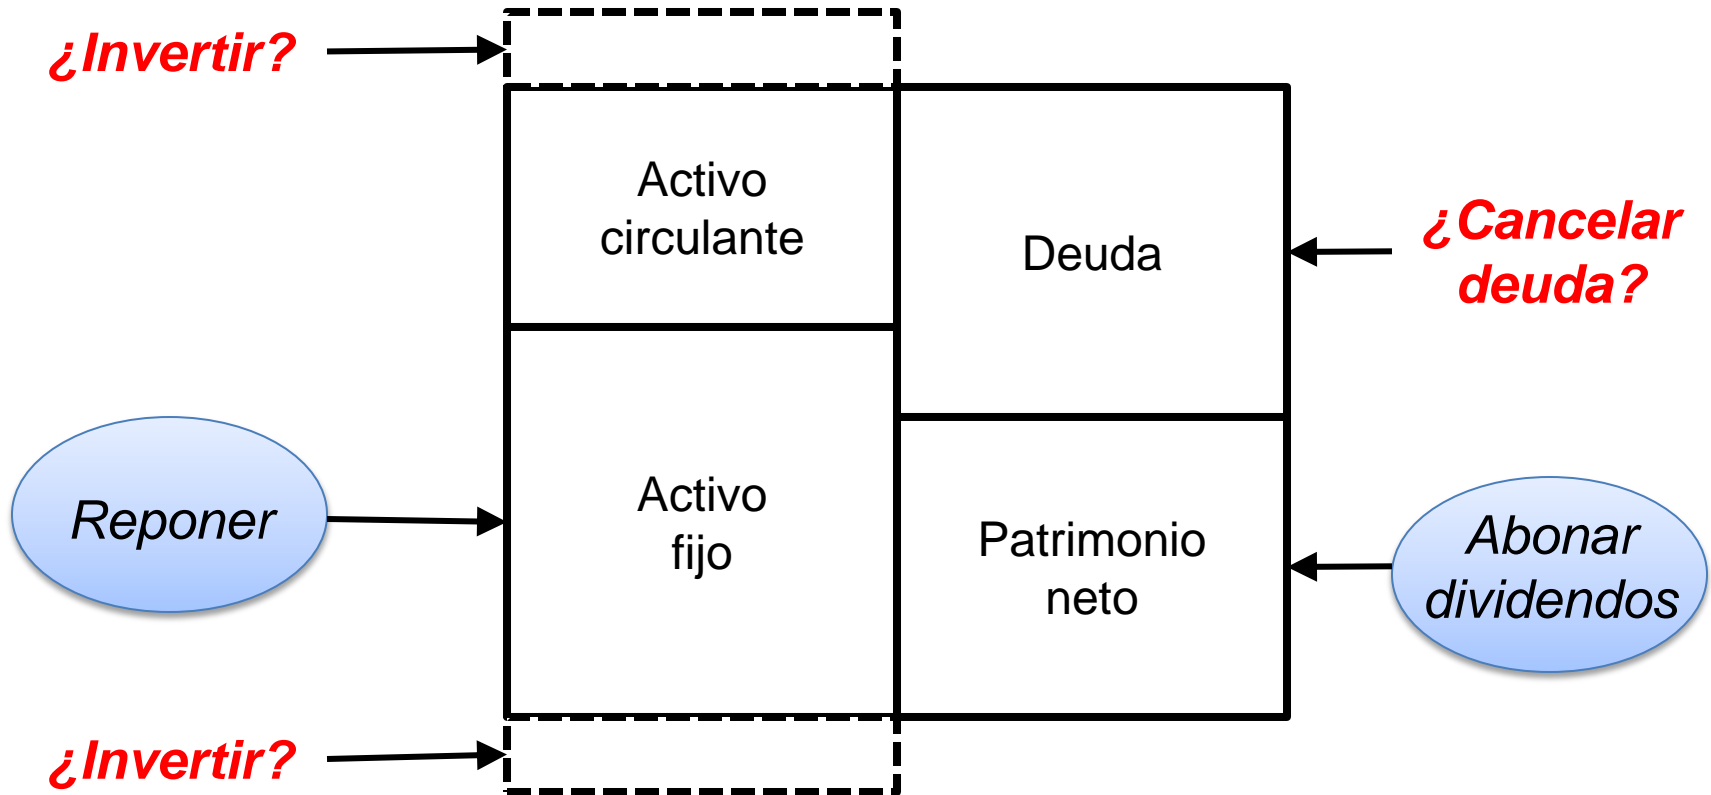 ¿Invertir?
Activo
circulante
Deuda
¿Cancelar
deuda?
Reponer
Activo
fijo
Patrimonio
neto
Abonar
dividendos
¿Invertir?